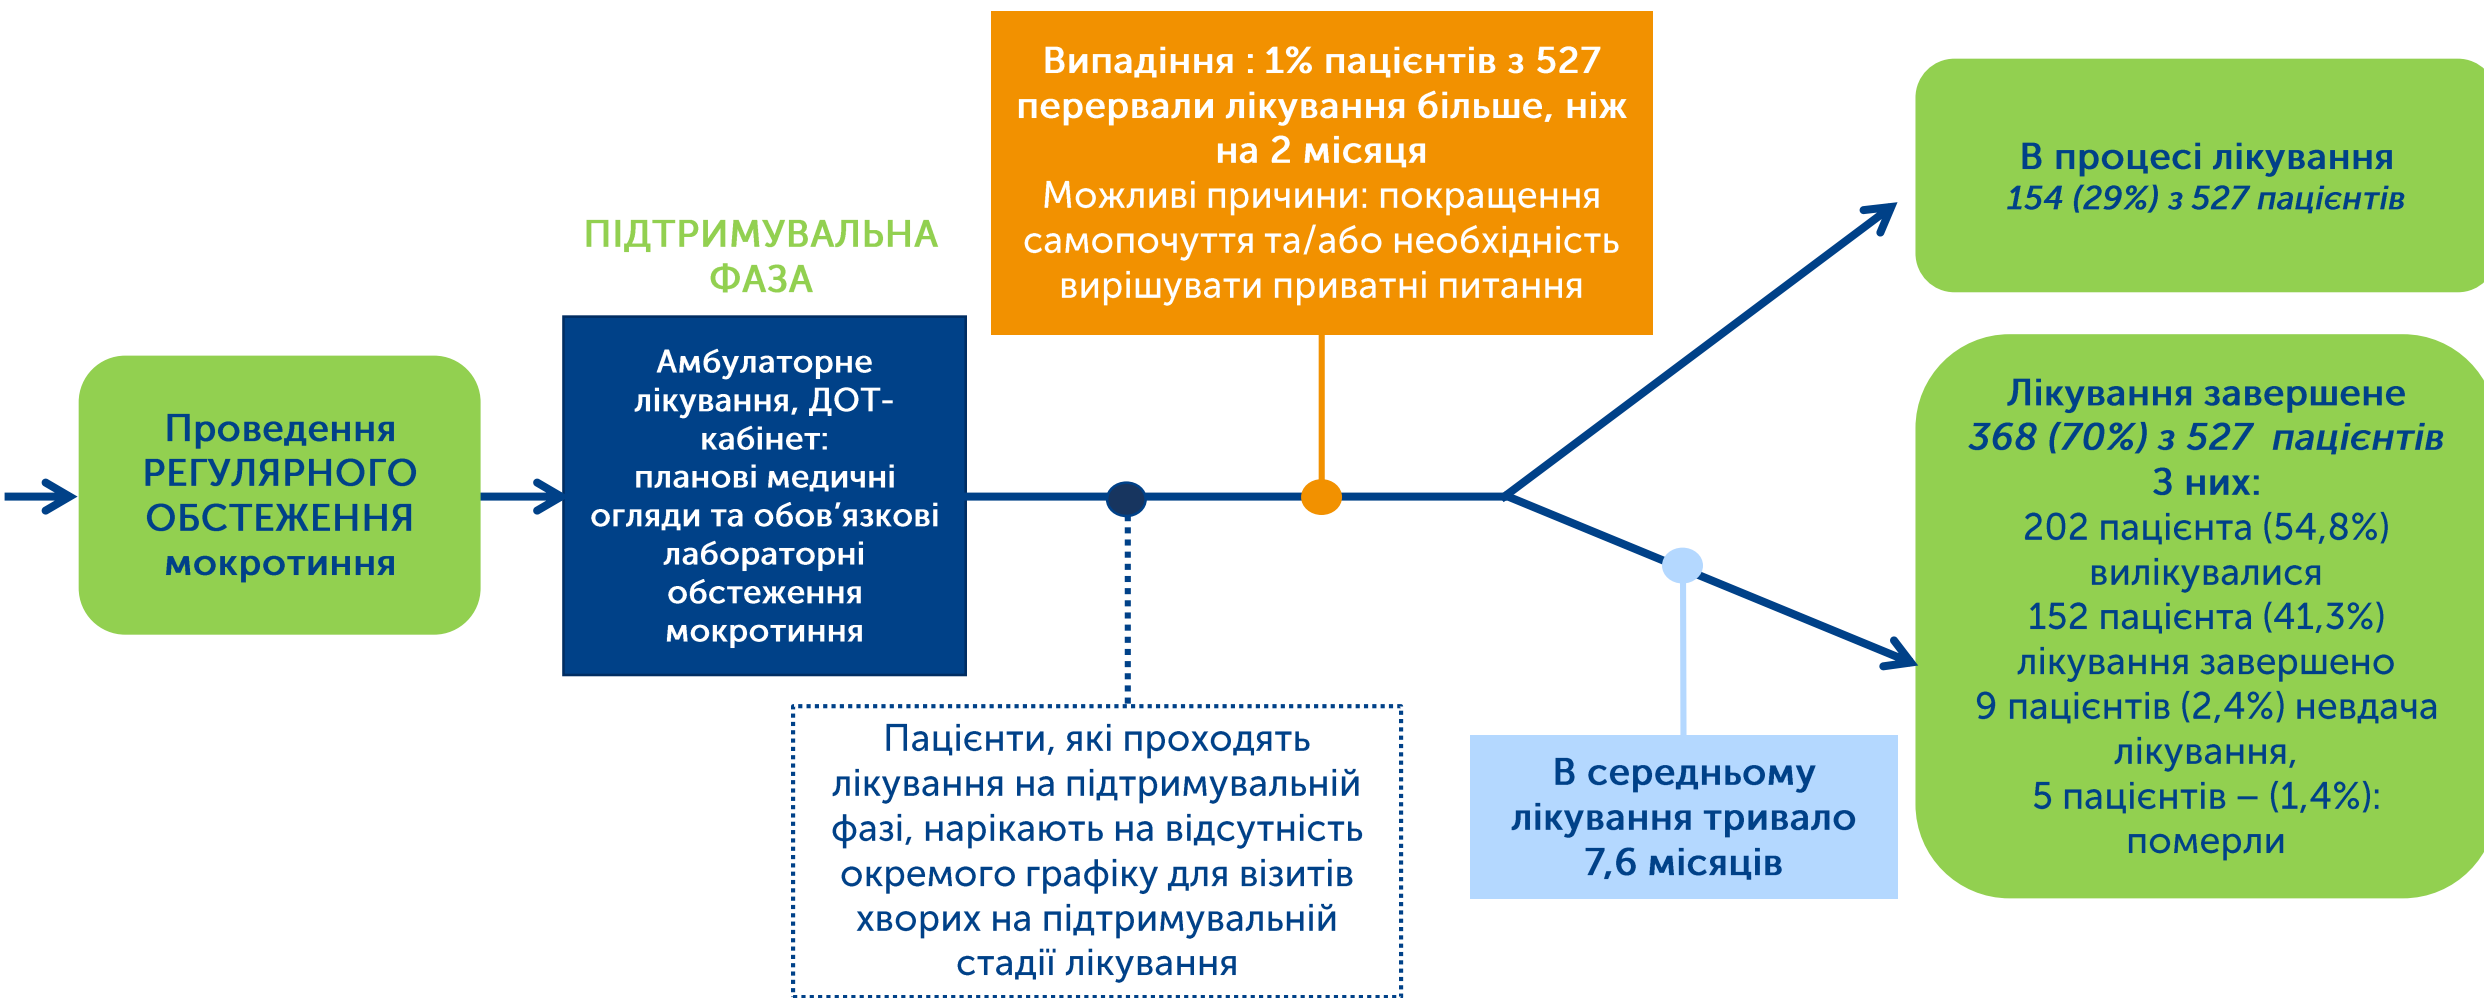 Проведення
РЕГУЛЯРНОГО
ОБСТЕЖЕННЯ
мокротиння
ПІДТРИМУВАЛЬНА
ФАЗА
Амбулаторне
лікування, ДОТ-
кабінет:
планові медичні
огляди та обов’язкові
лабораторні
обстеження
мокротиння
Пацієнти, які проходять
лікування на підтримувальній
фазі, нарікають на відсутність
окремого графіку для візитів
хворих на підтримувальній
стадії лікування
Випадіння : 1% пацієнтів з 527
перервали лікування більше, ніж
на 2 місяця
Можливі причини: покращення
самопочуття та/або необхідність
вирішувати приватні питання
В середньому
лікування тривало
7,6 місяців
В процесі лікування
154 (29%) з 527 пацієнтів
Лікування завершене
368 (70%) з 527 пацієнтів
З них:
202 пацієнта (54,8%)
вилікувалися
152 пацієнта (41,3%)
лікування завершено
9 пацієнтів (2,4%) невдача
лікування,
5 пацієнтів – (1,4%):
померли